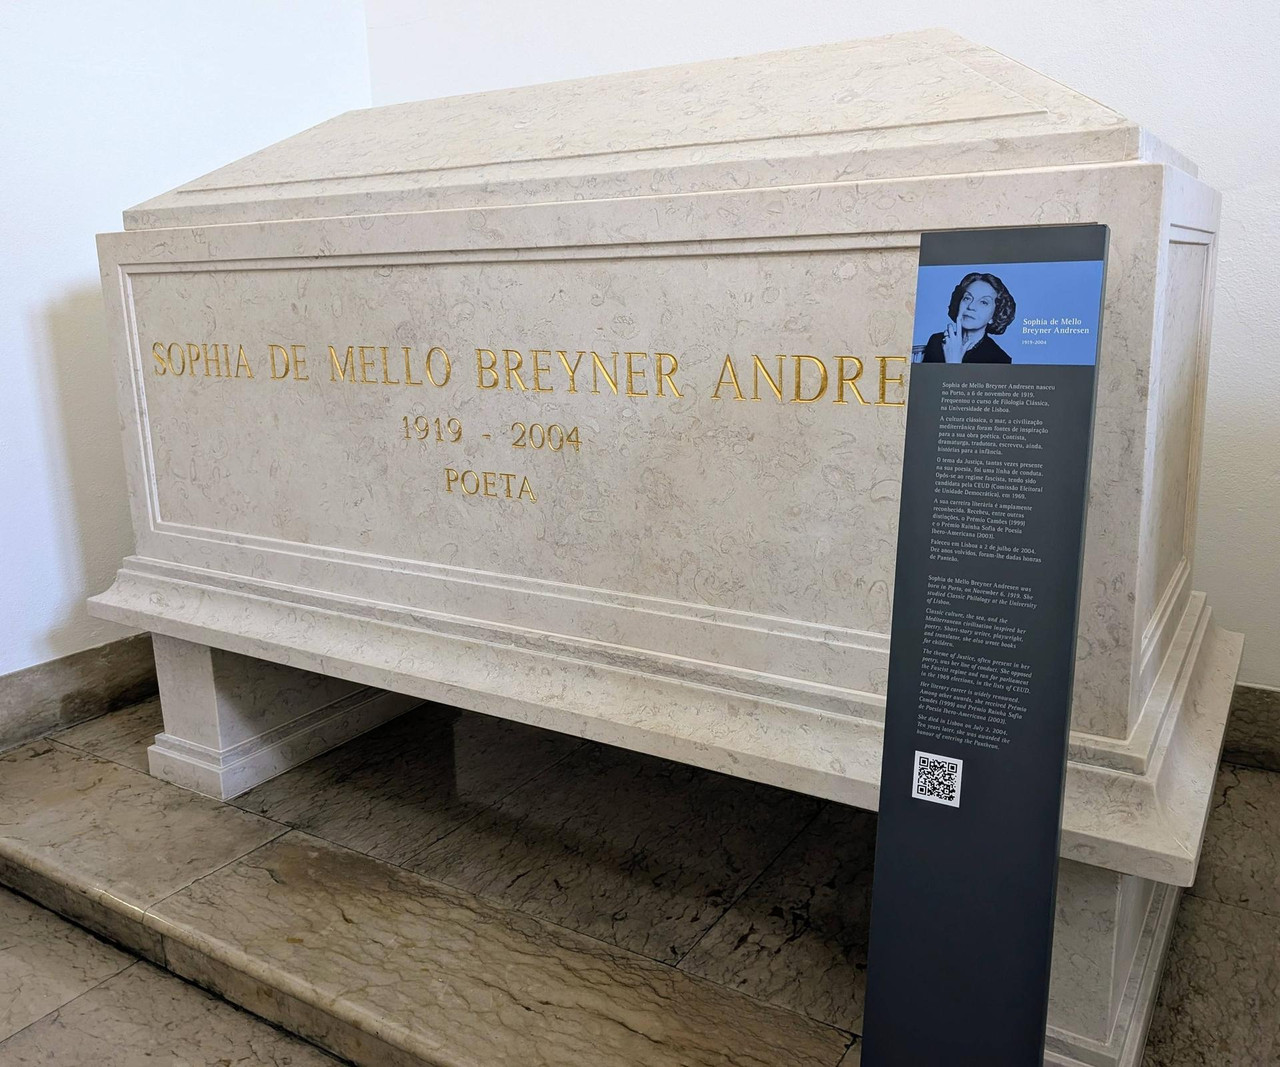 SOPHIA DE MELLO BREYNER ANDRE
1919 - 2004
POETA
Sophia de Mello
Breyner Andresen
1919-2004
Sophia de Mello Breyner Andresen nasceu
no Porto, a 6 de novembro de 1919.
Frequentou o curso de Filologia Clássica,
na Universidade de Lisboa.
A cultura clássica, o mar, a civilização
mediterrânica foram fontes de inspiração
para a sua obra poética. Contista,
dramaturga, tradutora, escreveu, ainda,
histórias para a infância.
O tema da Justiça, tantas vezes presente
na sua poesia, foi uma linha de conduta.
Opôs-se ao regime fascista, tendo sido
candidata pela CEUD (Comissão Eleitoral
de Unidade Democrática), em 1969.
A sua carreira literária é amplamente
reconhecida. Recebeu, entre outras
distinções, o Prémio Camões (1999)
e o Prémio Rainha Sofia de Poesia
Ibero-Americana (2003).
Faleceu em Lisboa a 2 de julho de 2004.
Dez anos volvidos, foram-lhe dadas honras
de Panteão.
Sophia de Mello Breyner Andresen was
born in Porto, on November 6, 1919. She
studied Classic Philology at the University
of Lisbon.
Classic culture, the sea, and the
Mediterranean civilization inspired her
poetry. Short-story writer, playwright,
and translator, she also wrote books
for children.
The theme of Justice, often present in her
poetry, was her line of conduct. She opposed
the Fascist regime and ran for parliament
in the 1969 elections, in the lists of CEUD.
Her literary career is widely renowned.
Among other awards, she received Prémio
Camões (1999) and Prémio Rainha Sofia
de Poesia Ibero-Americana (2003).
She died in Lisbon on July 2, 2004.
Ten years later, she was awarded the
honour of entering the Pantheon.